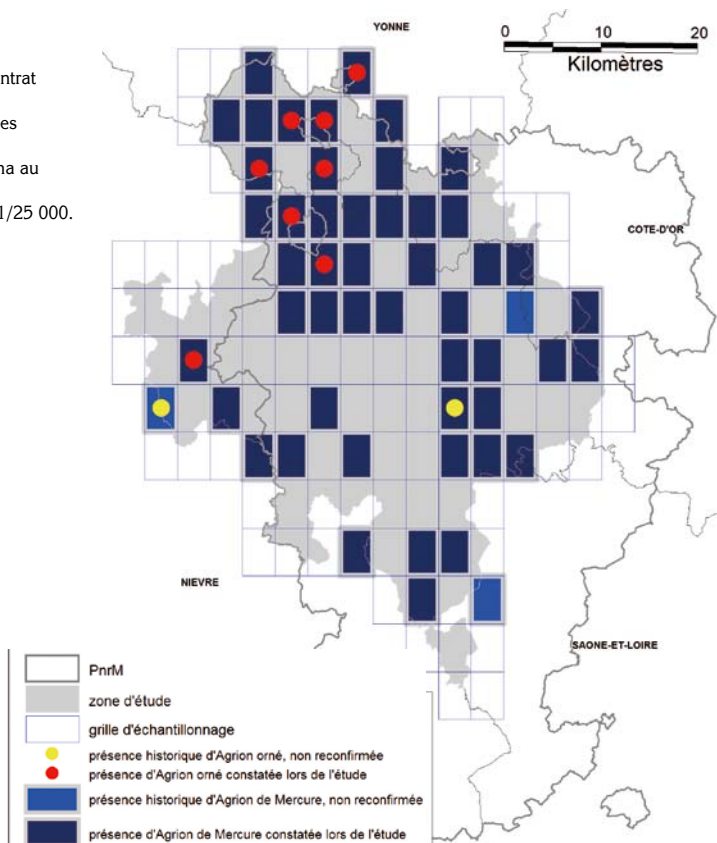 YONNE
0 10 20
Kilomètres
ntrat
es
na au
1/25 000.
COTE-D'OR
NIEVRE
SAONE-ET-LOIRE
PnrM
zone d'étude
grille d'échantillonnage
présence historique d'Agrion orné, non reconfirmée
présence d'Agrion orné constatée lors de l'étude
présence historique d'Agrion de Mercure, non reconfirmée
présence d'Agrion de Mercure constatée lors de l'étude